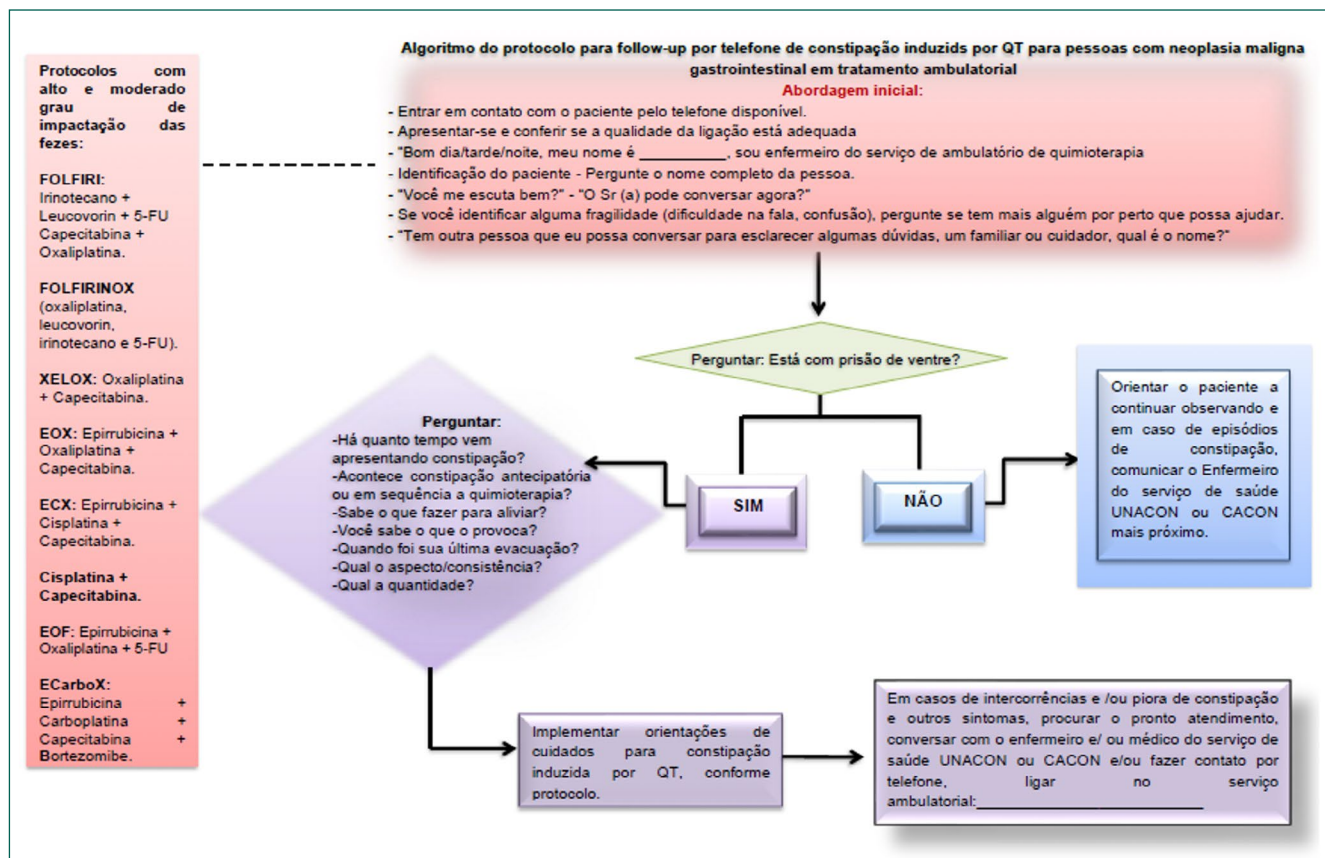 Protocolos com
alto e moderado
grau de
impactação das
fezes:
FOLFIRI:
Irinotecano +
Leucovorin + 5-FU
Capecitabina +
Oxaliplatina.
FOLFIRINOX
(oxaliplatina,
leucovorin,
irinotecano e 5-FU).
XELOX: Oxaliplatina
+ Capecitabina.
EOX: Epirrubicina +
Oxaliplatina +
Capecitabina.
ECX: Epirrubicina +
Cisplatina +
Capecitabina.
Cisplatina +
Capecitabina.
EOF: Epirrubicina +
Oxaliplatina + 5-FU
ECarboX:
Epirrubicina +
Carboplatina +
Capecitabina +
Bortezomibe.
Algoritmo do protocolo para follow-up por telefone de constipação induzids por QT para pessoas com neoplasia maligna
gastrointestinal em tratamento ambulatorial
Abordagem inicial:
- Entrar em contato com o paciente pelo telefone disponível.
- Apresentar-se e conferir se a qualidade da ligação está adequada
- "Bom dia/tarde/noite, meu nome é __________, sou enfermeiro do serviço de ambulatório de quimioterapia
- Identificação do paciente - Pergunte o nome completo da pessoa.
- "Você me escuta bem?" - "O Sr (a) pode conversar agora?"
- Se você identificar alguma fragilidade (dificuldade na fala, confusão), pergunte se tem mais alguém por perto que possa ajudar.
- "Tem outra pessoa que eu possa conversar para esclarecer algumas dúvidas, um familiar ou cuidador, qual é o nome?"
Perguntar: Está com prisão de ventre?
SIM
NÃO
Orientar o paciente a
continuar observando e
em caso de episódios
de constipação,
comunicar o Enfermeiro
do serviço de saúde
UNACON ou CACON
mais próximo.
Perguntar:
-Há quanto tempo vem
apresentando constipação?
-Acontece constipação antecipatória
ou em sequência a quimioterapia?
-Sabe o que fazer para aliviar?
-Você sabe o que o provoca?
-Quando foi sua última evacuação?
-Qual o aspecto/consistência?
-Qual a quantidade?
Implementar orientações de
cuidados para constipação
induzida por QT, conforme
protocolo.
Em casos de intercorrências e /ou piora de constipação
e outros sintomas, procurar o pronto atendimento,
conversar com o enfermeiro e/ ou médico do serviço de
saúde UNACON ou CACON e/ou fazer contato por
telefone, ligar no serviço
ambulatorial:__________________________